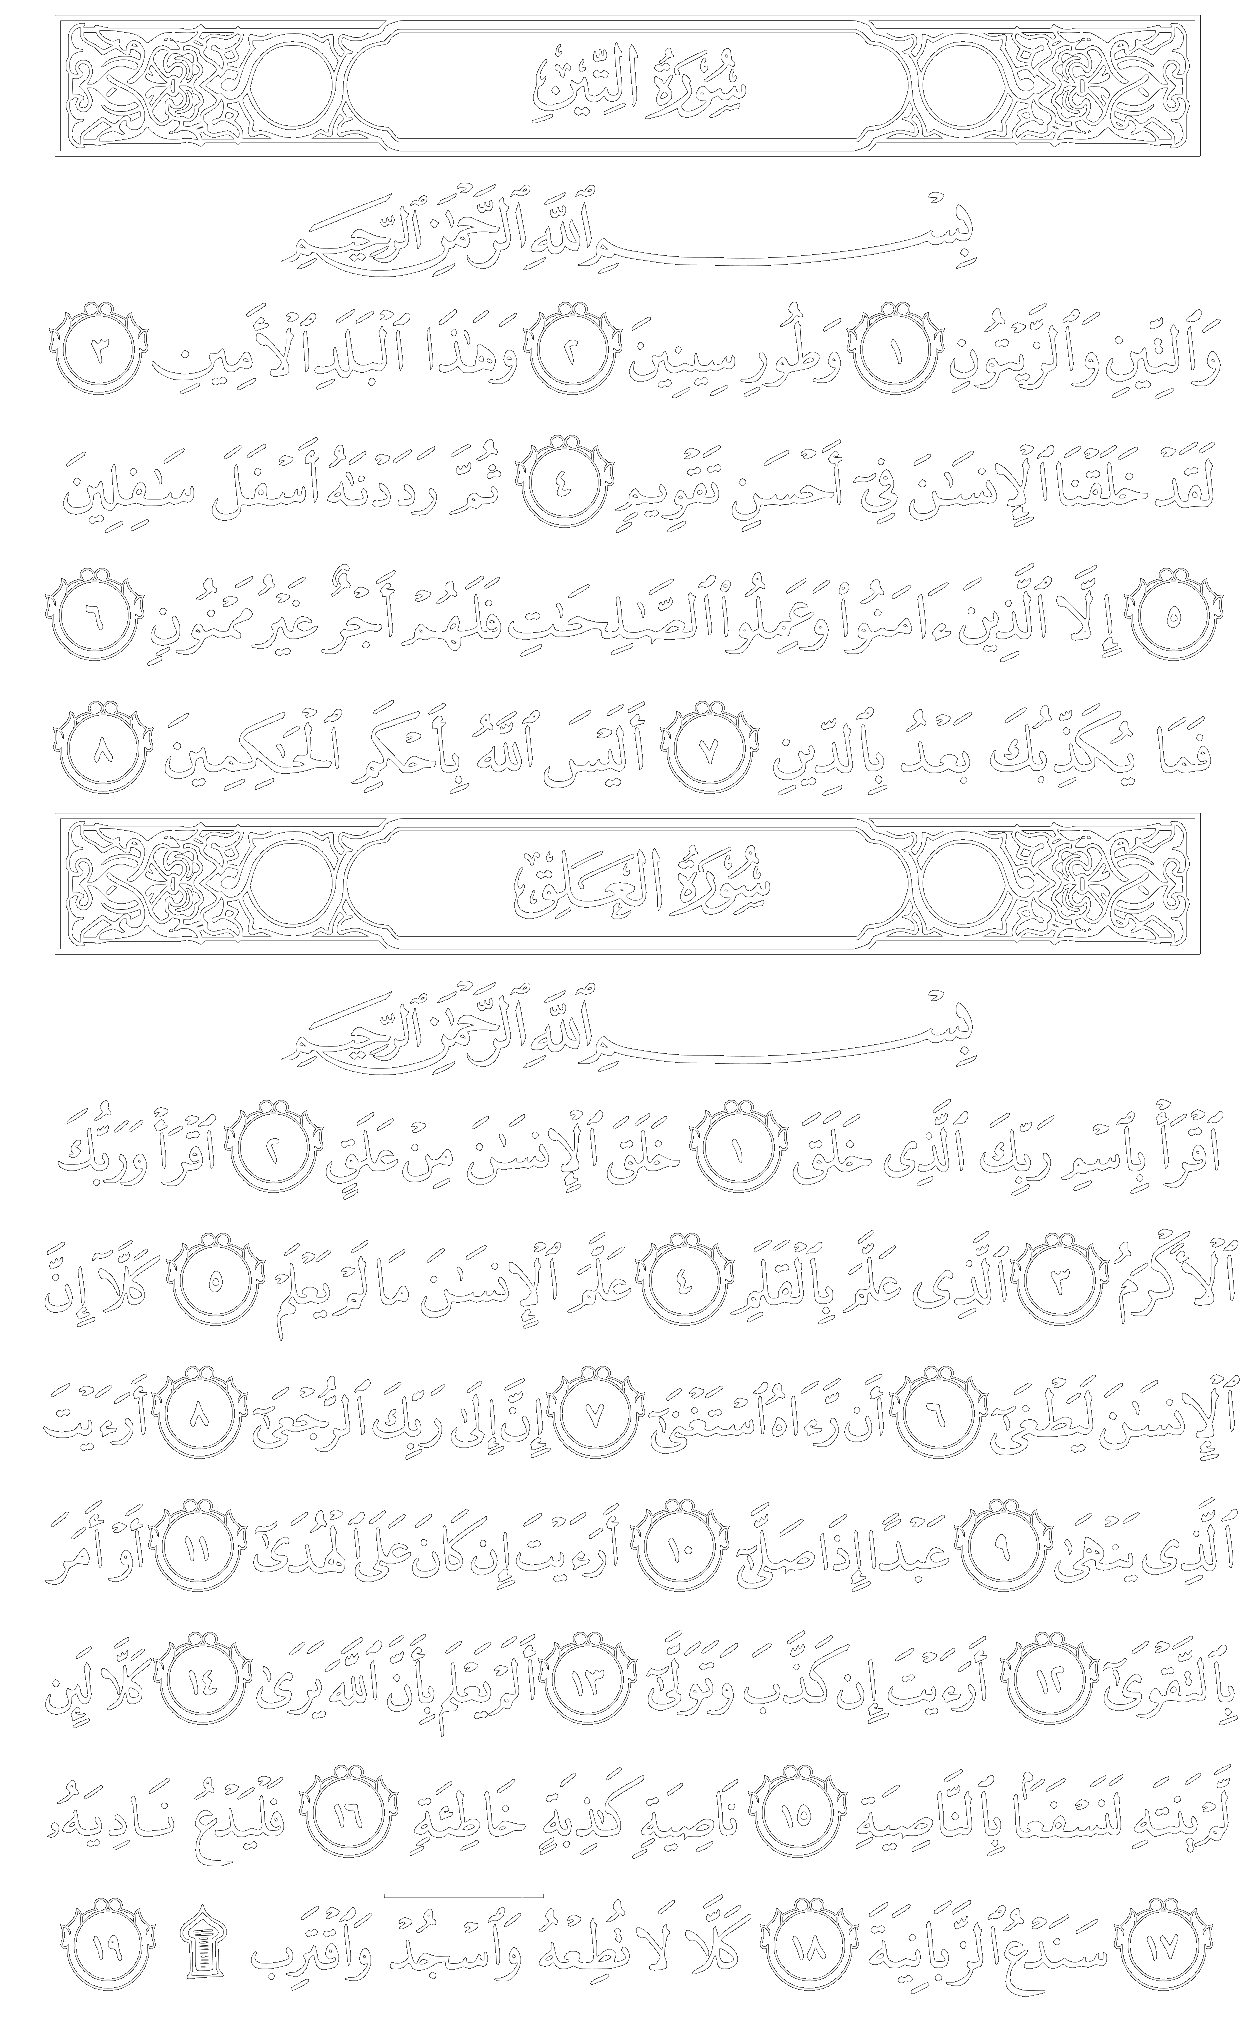 سُورَةُ التِّينِ
بِسْمِ ٱللَّهِ ٱلرَّحْمَٰنِ ٱلرَّحِيمِ
وَٱلتِّينِ وَٱلزَّيْتُونِ ١ وَطُورِ سِينِينَ ٢ وَهَٰذَا ٱلْبَلَدِ ٱلْأَمِينِ ٣
لَقَدْ خَلَقْنَا ٱلْإِنسَٰنَ فِىٓ أَحْسَنِ تَقْوِيمٍ ٤ ثُمَّ رَدَدْنَٰهُ أَسْفَلَ سَٰفِلِينَ
٥ إِلَّا ٱلَّذِينَ ءَامَنُوا۟ وَعَمِلُوا۟ ٱلصَّٰلِحَٰتِ فَلَهُمْ أَجْرٌ غَيْرُ مَمْنُونٍ ٦
فَمَا يُكَذِّبُكَ بَعْدُ بِٱلدِّينِ ٧ أَلَيْسَ ٱللَّهُ بِأَحْكَمِ ٱلْحَٰكِمِينَ ٨
سُورَةُ العَلَقِ
بِسْمِ ٱللَّهِ ٱلرَّحْمَٰنِ ٱلرَّحِيمِ
ٱقْرَأْ بِٱسْمِ رَبِّكَ ٱلَّذِى خَلَقَ ١ خَلَقَ ٱلْإِنسَٰنَ مِنْ عَلَقٍ ٢ ٱقْرَأْ وَرَبُّكَ
ٱلْأَكْرَمُ ٣ ٱلَّذِى عَلَّمَ بِٱلْقَلَمِ ٤ عَلَّمَ ٱلْإِنسَٰنَ مَا لَمْ يَعْلَمْ ٥ كَلَّآ إِنَّ
ٱلْإِنسَٰنَ لَيَطْغَىٰٓ ٦ أَن رَّءَاهُ ٱسْتَغْنَىٰٓ ٧ إِنَّ إِلَىٰ رَبِّكَ ٱلرُّجْعَىٰٓ ٨ أَرَءَيْتَ
ٱلَّذِى يَنْهَىٰ ٩ عَبْدًا إِذَا صَلَّىٰٓ ١٠ أَرَءَيْتَ إِن كَانَ عَلَى ٱلْهُدَىٰٓ ١١ أَوْ أَمَرَ
بِٱلتَّقْوَىٰٓ ١٢ أَرَءَيْتَ إِن كَذَّبَ وَتَوَلَّىٰٓ ١٣ أَلَمْ يَعْلَم بِأَنَّ ٱللَّهَ يَرَىٰ ١٤ كَلَّا لَئِن
لَّمْ يَنتَهِ لَنَسْفَعًۢا بِٱلنَّاصِيَةِ ١٥ نَاصِيَةٍ كَٰذِبَةٍ خَاطِئَةٍ ١٦ فَلْيَدْعُ نَادِيَهُۥ
١٧ سَنَدْعُ ٱلزَّبَانِيَةَ ١٨ كَلَّا لَا تُطِعْهُ وَٱسْجُدْ وَٱقْتَرِب ۩ ١٩